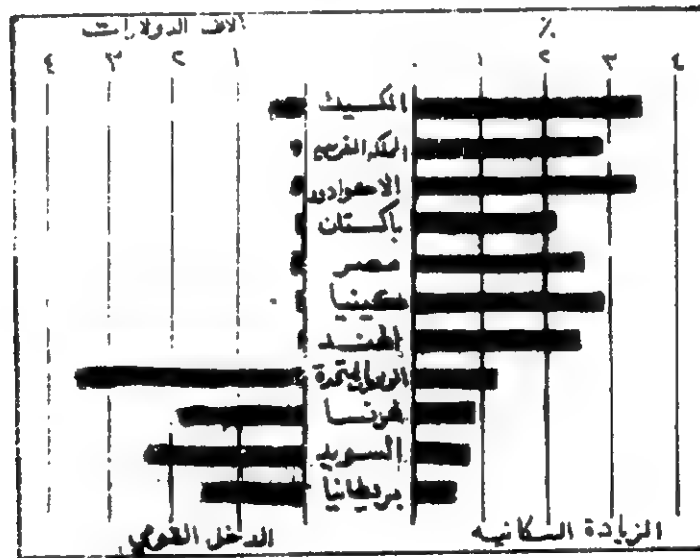 ٪ آلاف الدولارات
٤ ٣ ٢ ١ ٠ ١ ٢ ٣ ٤
المكسيك
الاكوادور
باكستان
مصر
كينيا
الهند
الولايات المتحدة
فرنسا
السويد
بريطانيا
الزيادة السكانية الدخل القومي